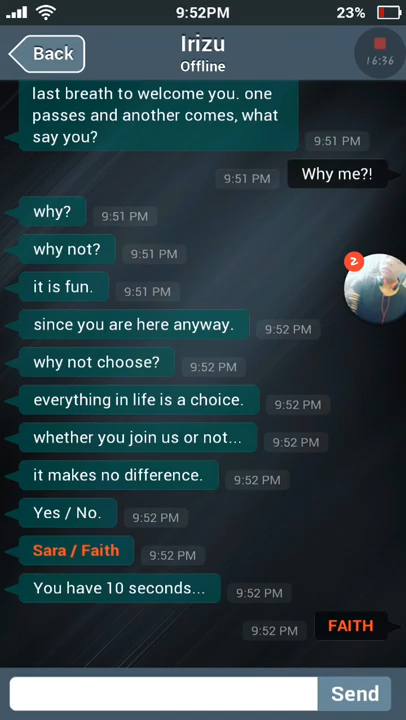 9:52PM
23%
Back
Irizu
Offline
16:36
last breath to welcome you. one
passes and another comes, what
say you?
9:51 PM
9:51 PM
Why me?!
why?
9:51 PM
why not?
9:51 PM
it is fun.
9:51 PM
2
since you are here anyway.
9:52 PM
why not choose?
9:52 PM
everything in life is a choice.
9:52 PM
whether you join us or not...
9:52 PM
it makes no difference.
9:52 PM
Yes / No.
9:52 PM
Sara / Faith
9:52 PM
You have 10 seconds...
9:52 PM
9:52 PM
FAITH
Send